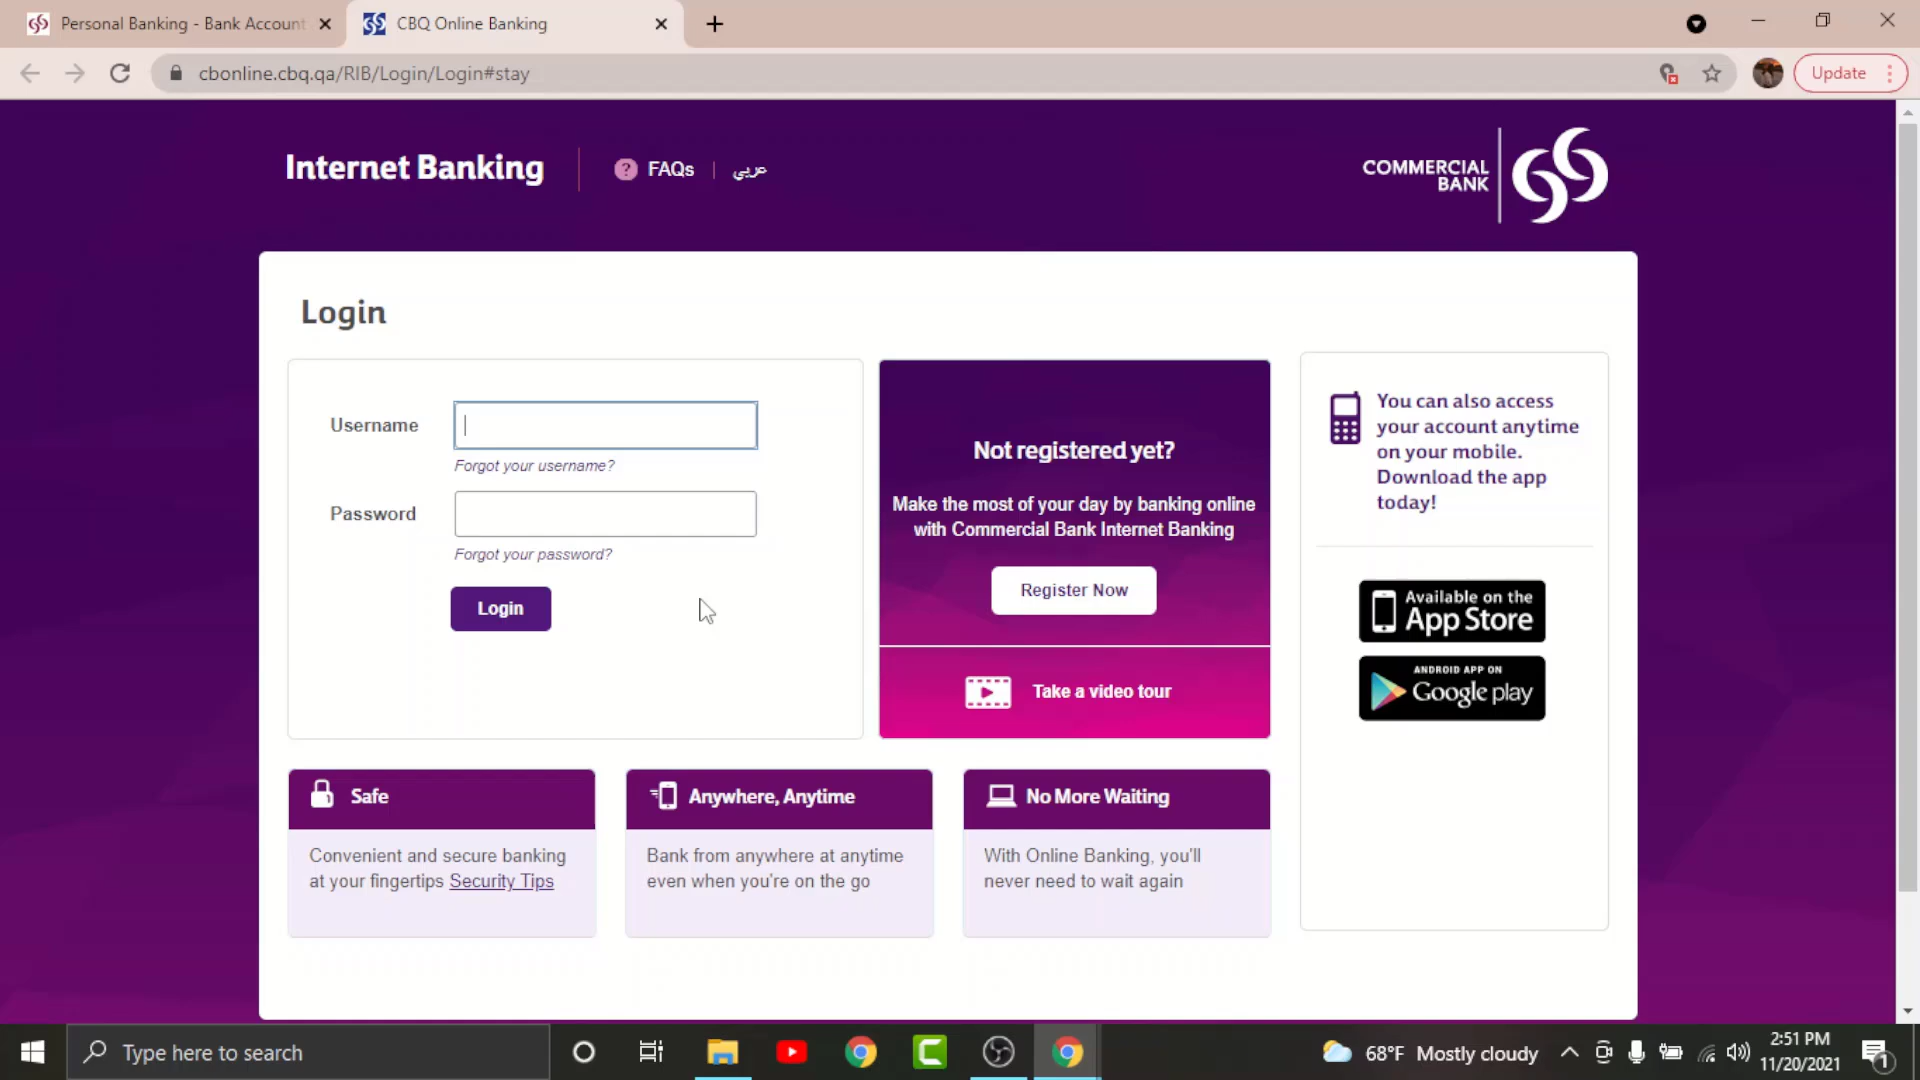 Personal Banking - Bank Account
CBQ Online Banking
cbonline.cbq.qa/RIB/Login/Login#stay
Update
Internet Banking
? FAQs
عربي
COMMERCIAL
BANK
Login
Username
Forgot your username?
Password
Forgot your password?
Login
Not registered yet?
Make the most of your day by banking online
with Commercial Bank Internet Banking
Register Now
Take a video tour
You can also access
your account anytime
on your mobile.
Download the app
today!
Available on the
App Store
ANDROID APP ON
Google play
Safe
Convenient and secure banking
at your fingertips Security Tips
Anywhere, Anytime
Bank from anywhere at anytime
even when you're on the go
No More Waiting
With Online Banking, you'll
never need to wait again
Type here to search
68°F Mostly cloudy
2:51 PM
11/20/2021
1